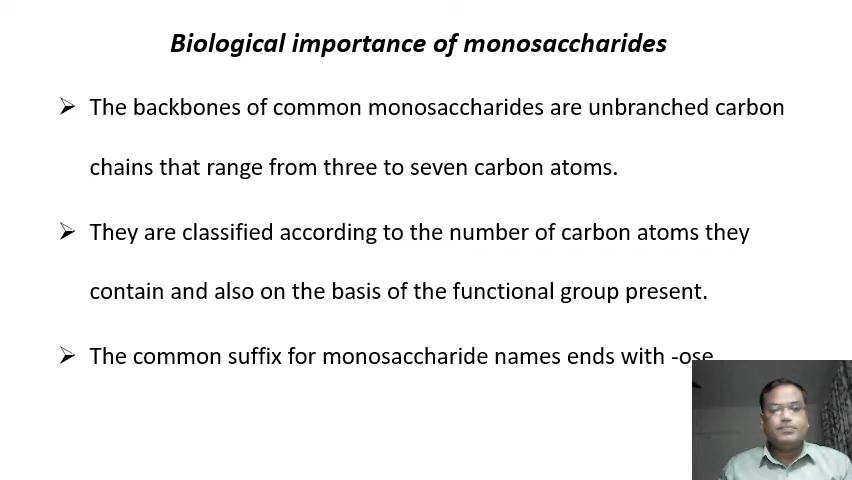 Biological importance of monosaccharides
➢ The backbones of common monosaccharides are unbranched carbon
chains that range from three to seven carbon atoms.
➢ They are classified according to the number of carbon atoms they
contain and also on the basis of the functional group present.
➢ The common suffix for monosaccharide names ends with -ose